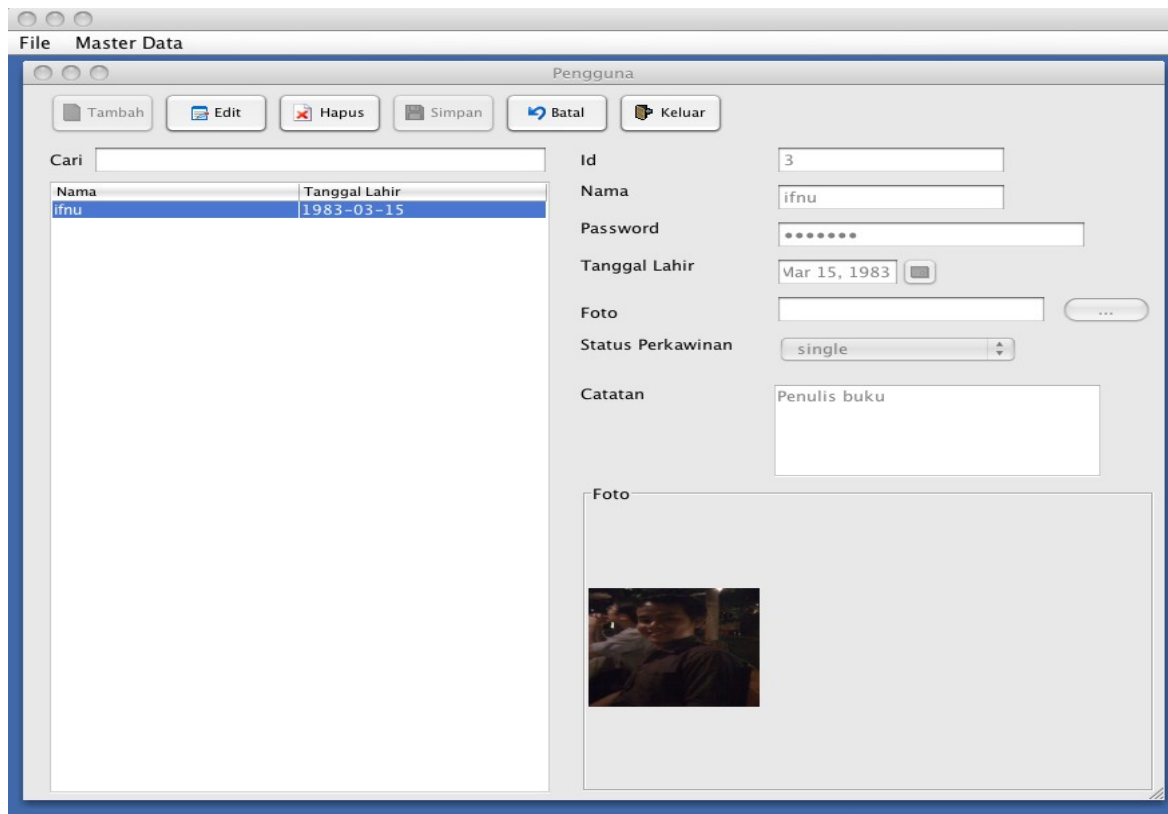 File Master Data
Pengguna
Tambah Edit Hapus Simpan Batal Keluar
Cari
Nama Tanggal Lahir
ifnu 1983-03-15
Id 3
Nama ifnu
Password •••••••
Tanggal Lahir Mar 15, 1983
Foto ...
Status Perkawinan single
Catatan Penulis buku
Foto